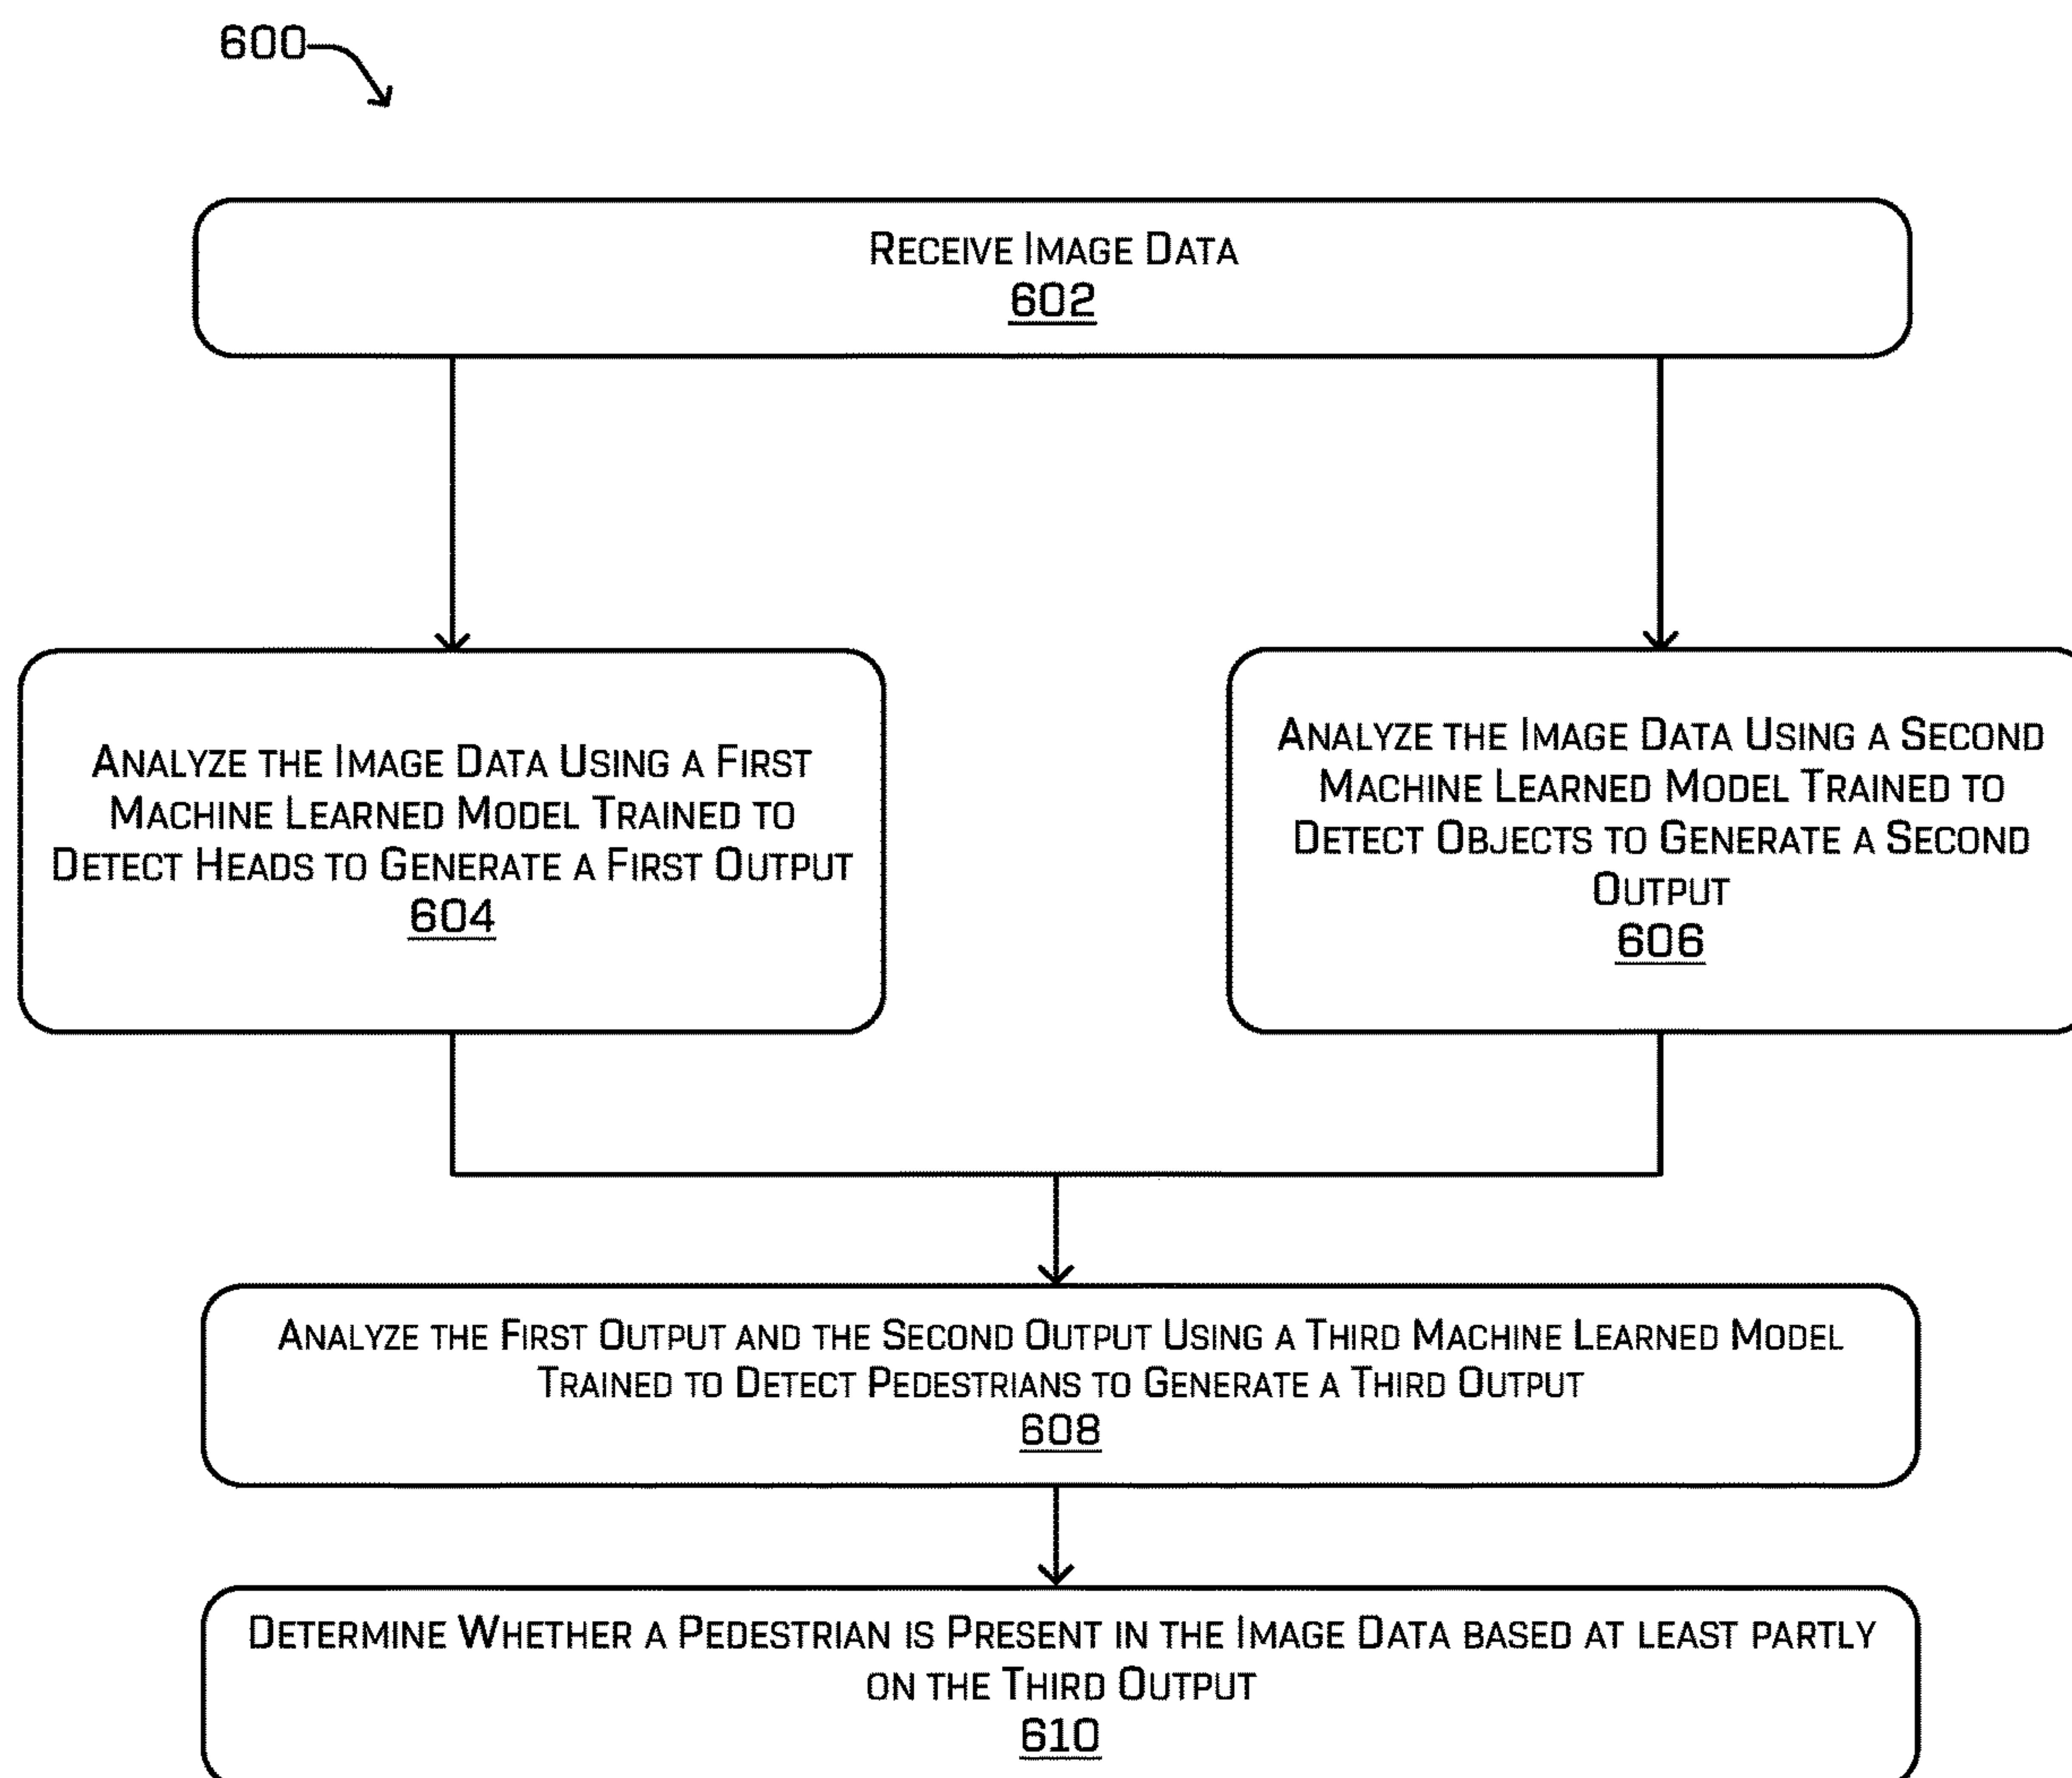 600
Receive Image Data
602
Analyze the Image Data Using a First
Machine Learned Model Trained to
Detect Heads to Generate a First Output
604
Analyze the Image Data Using a Second
Machine Learned Model Trained to
Detect Objects to Generate a Second
Output
606
Analyze the First Output and the Second Output Using a Third Machine Learned Model
Trained to Detect Pedestrians to Generate a Third Output
608
Determine Whether a Pedestrian is Present in the Image Data based at least partly
on the Third Output
610